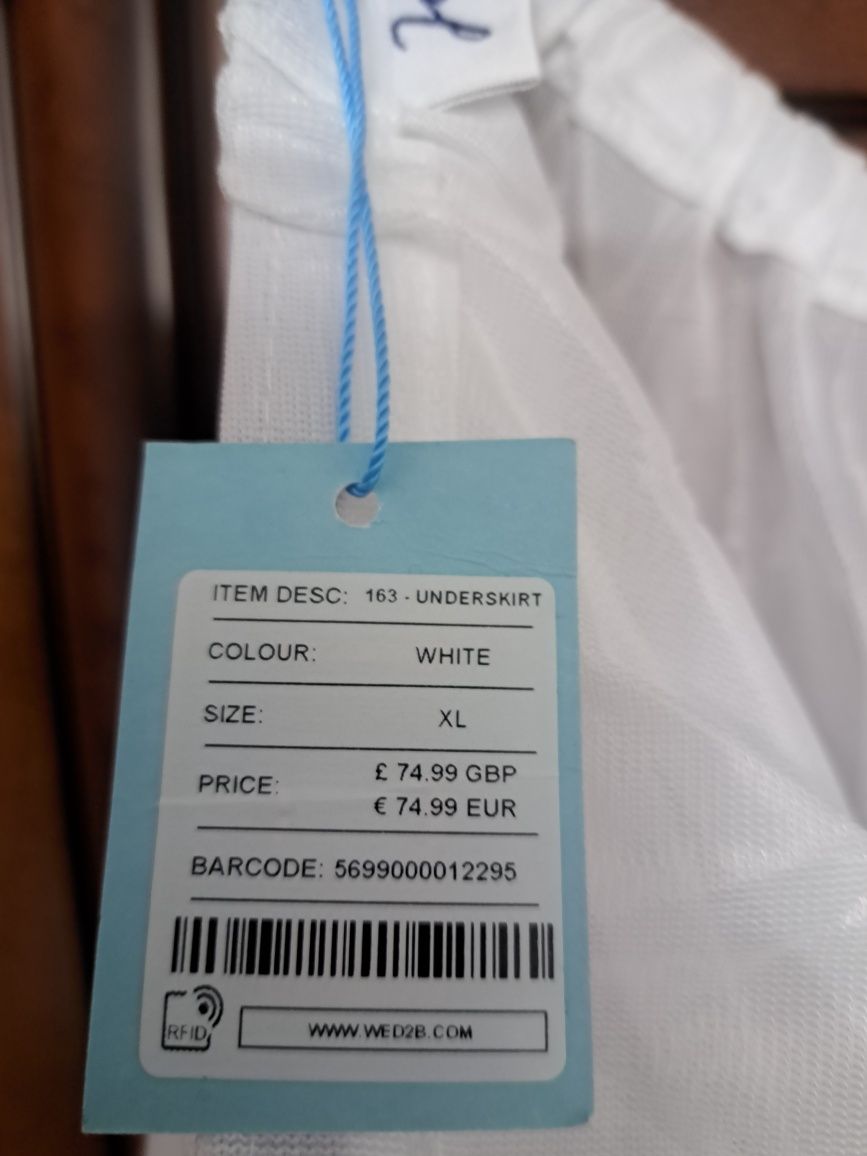 ITEM DESC: 163 - UNDERSKIRT
COLOUR: WHITE
SIZE: XL
PRICE: £ 74.99 GBP
€ 74.99 EUR
BARCODE: 5699000012295
RFID
WWW.WED2B.COM